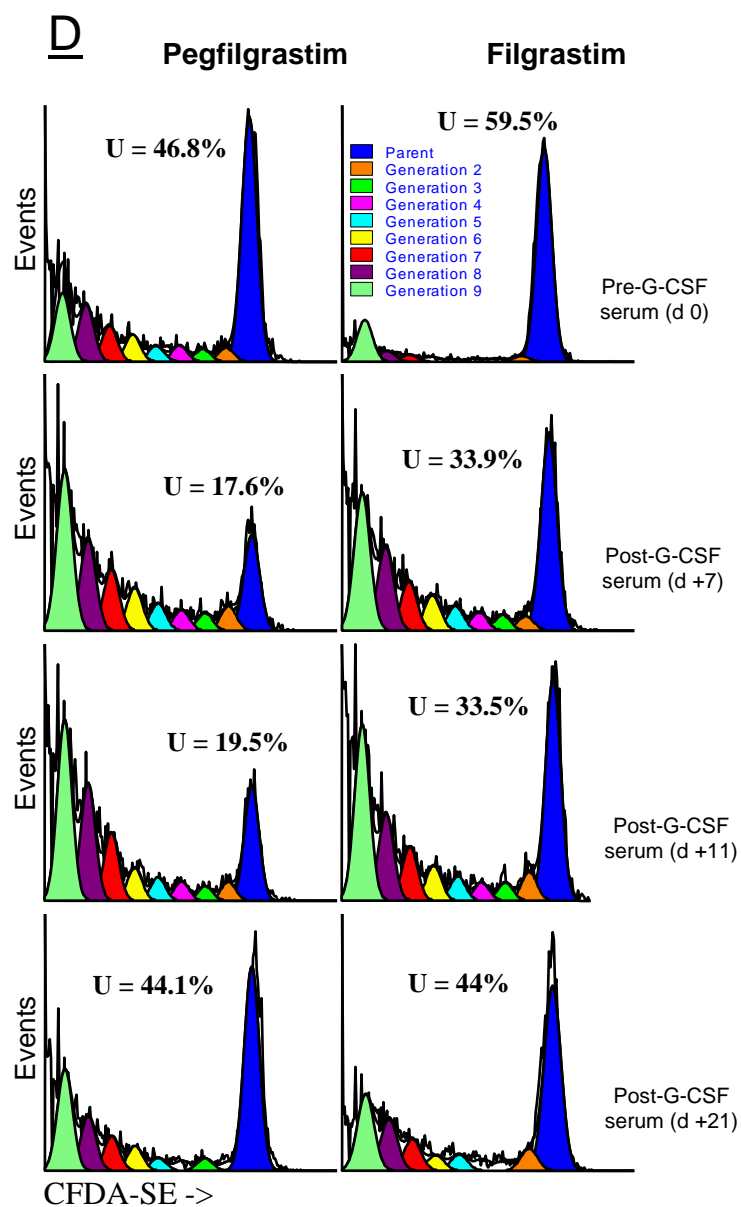 D
Pegfilgrastim
Filgrastim
U = 46.8%
U = 59.5%
Parent
Generation 2
Generation 3
Generation 4
Generation 5
Generation 6
Generation 7
Generation 8
Generation 9
Events
Pre-G-CSF
serum (d 0)
U = 17.6%
U = 33.9%
Events
Post-G-CSF
serum (d +7)
U = 19.5%
U = 33.5%
Events
Post-G-CSF
serum (d +11)
U = 44.1%
U = 44%
Events
Post-G-CSF
serum (d +21)
CFDA-SE ->